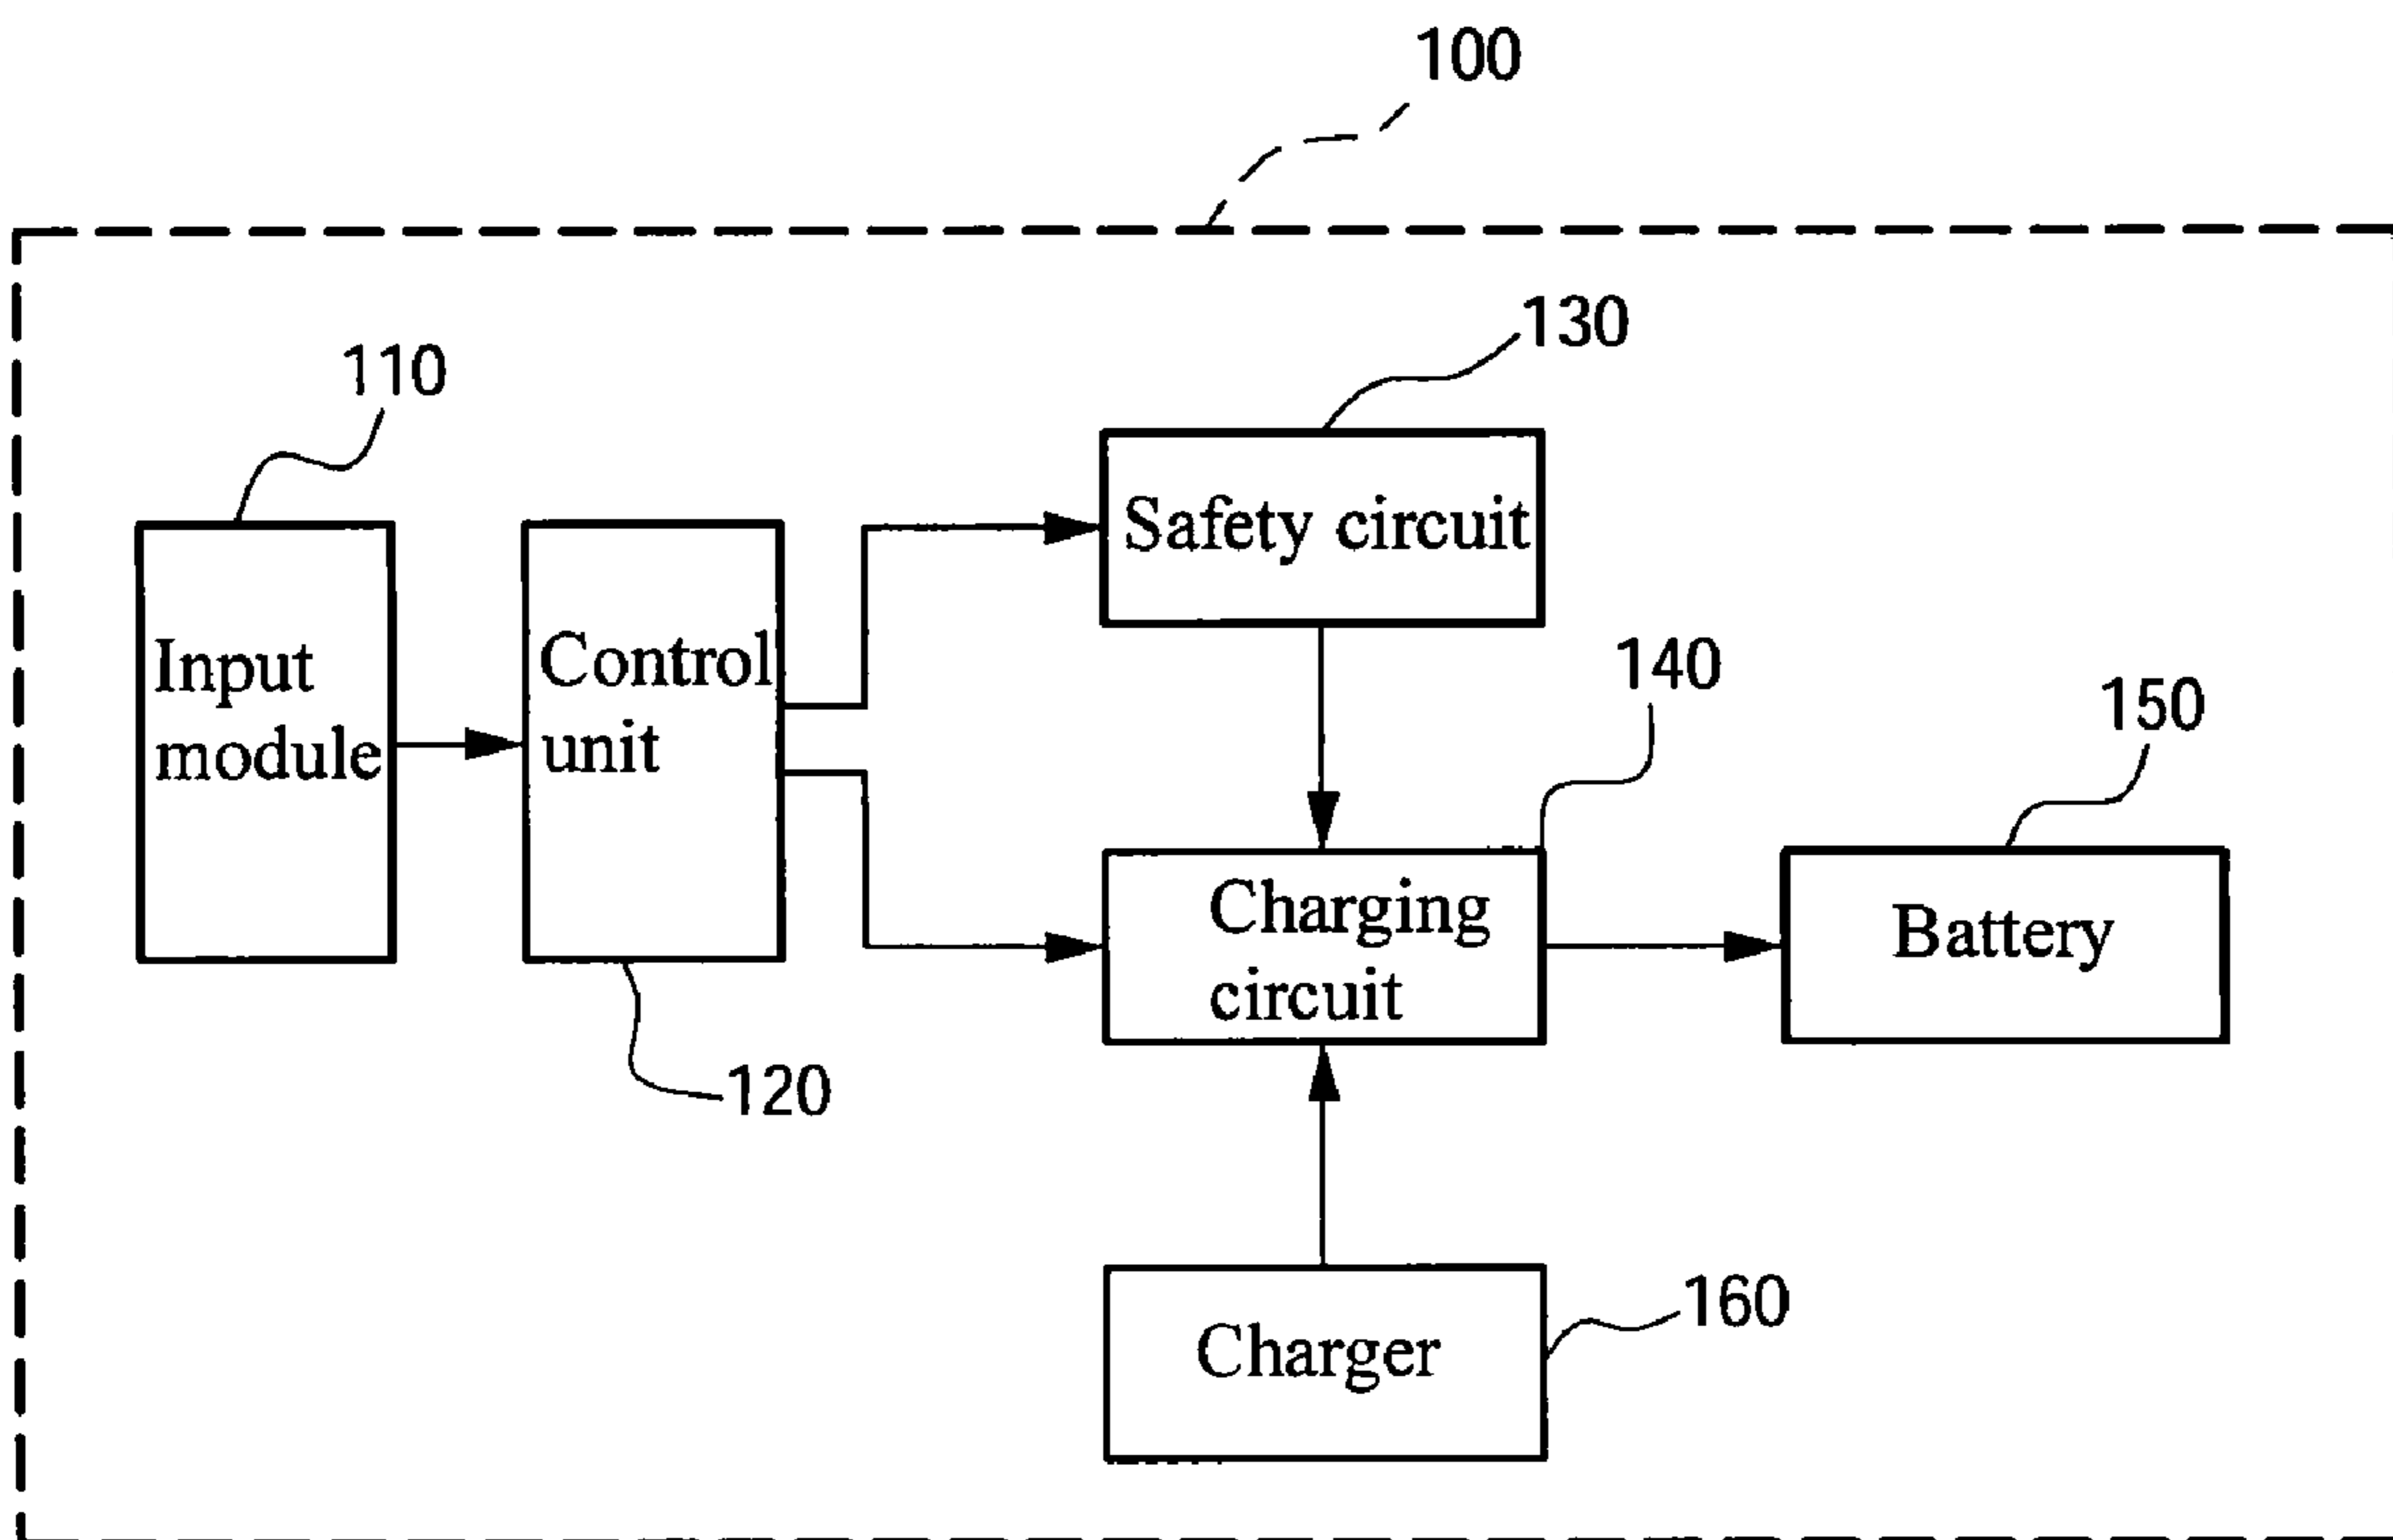 100
130
110
Safety circuit
Input
module
Control
unit
140
150
Charging
circuit
Battery
120
160
Charger